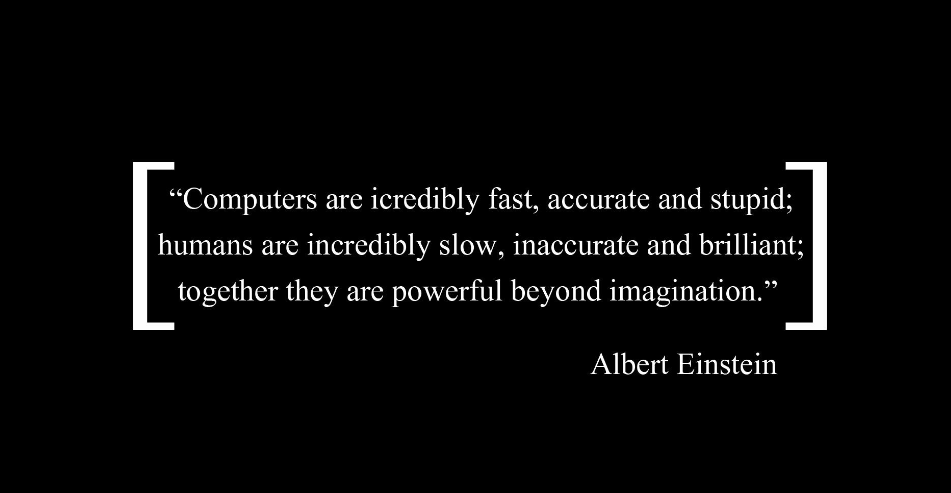 “Computers are icredibly fast, accurate and stupid;
humans are incredibly slow, inaccurate and brilliant;
together they are powerful beyond imagination.”
Albert Einstein